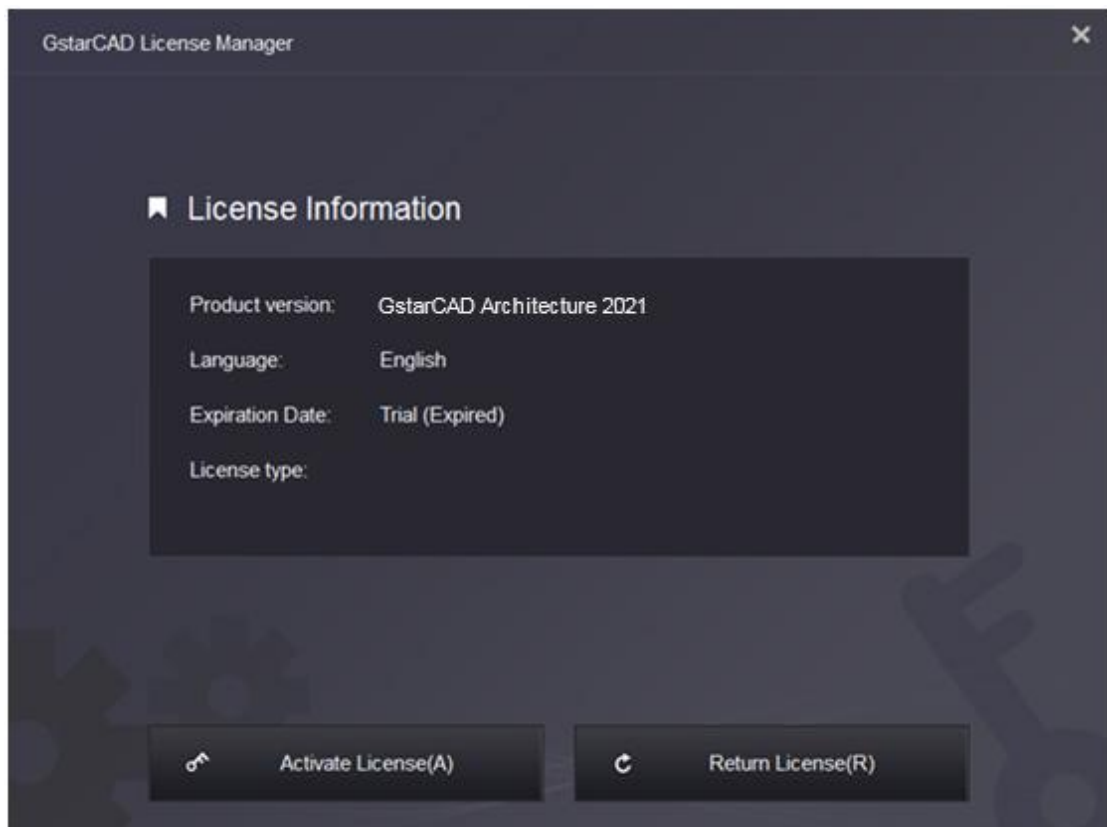 GstarCAD License Manager
License Information
Product version: GstarCAD Architecture 2021
Language: English
Expiration Date: Trial (Expired)
License type:
Activate License(A) Return License(R)